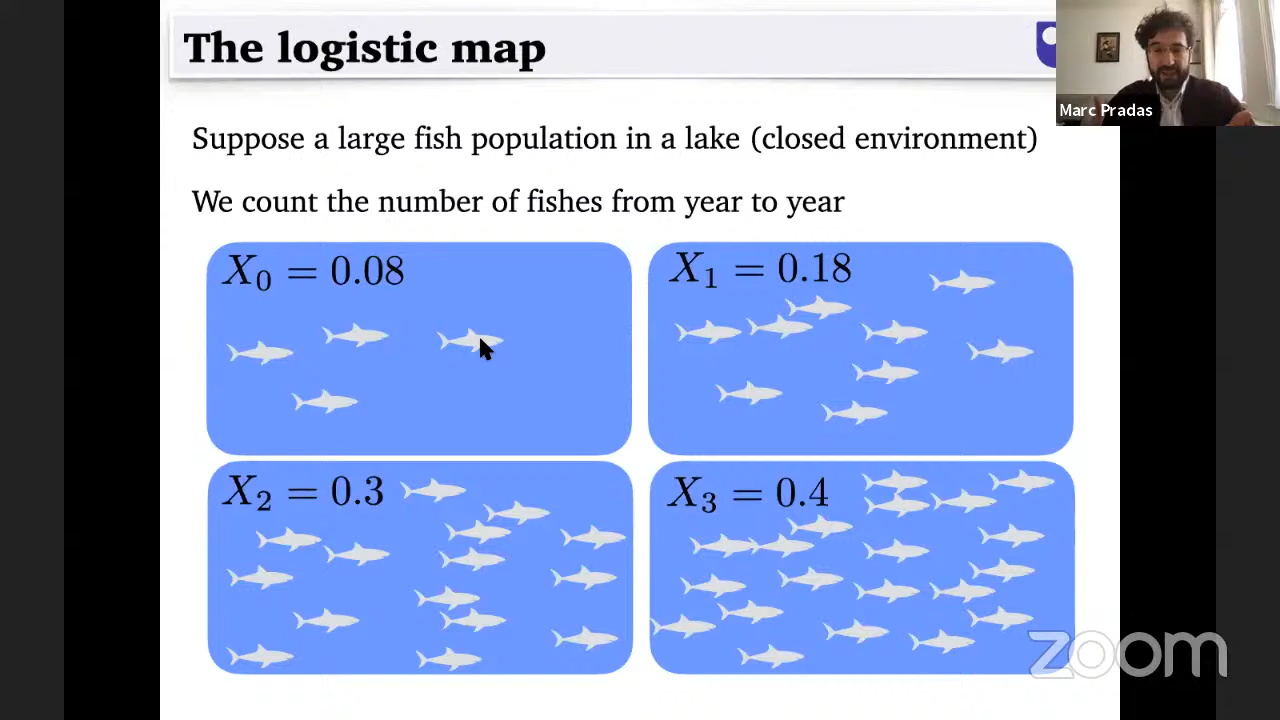 The logistic map
Marc Pradas
Suppose a large fish population in a lake (closed environment)
We count the number of fishes from year to year
X₀ = 0.08
X₁ = 0.18
X₂ = 0.3
X₃ = 0.4
zoom